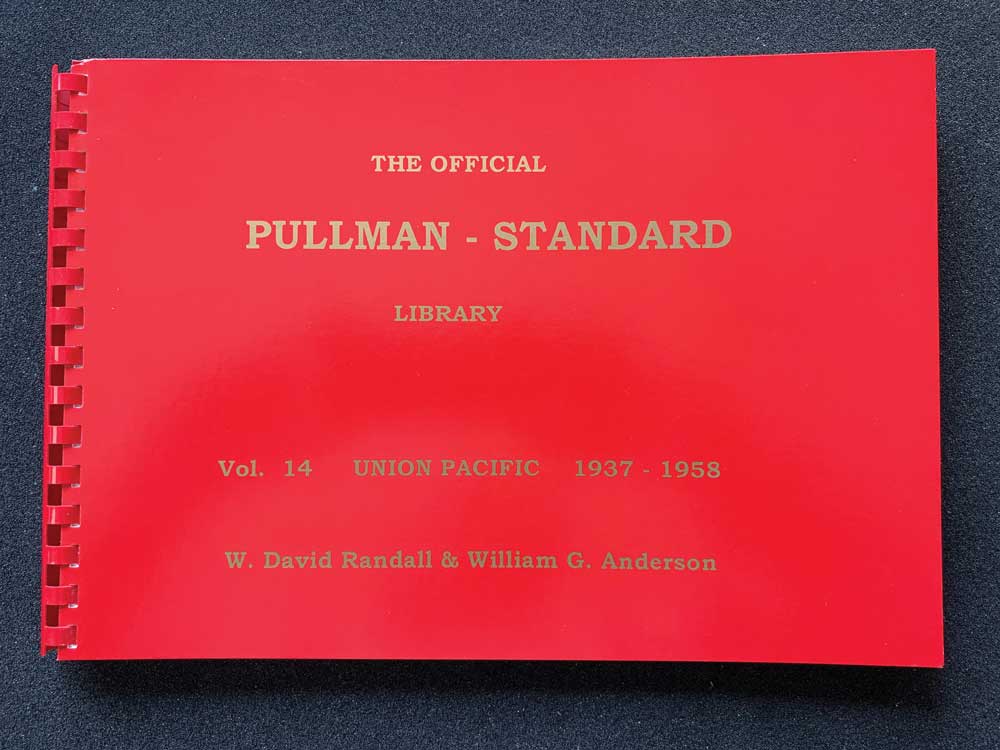 THE OFFICIAL
PULLMAN - STANDARD
LIBRARY
Vol. 14 UNION PACIFIC 1937 - 1958
W. David Randall & William G. Anderson